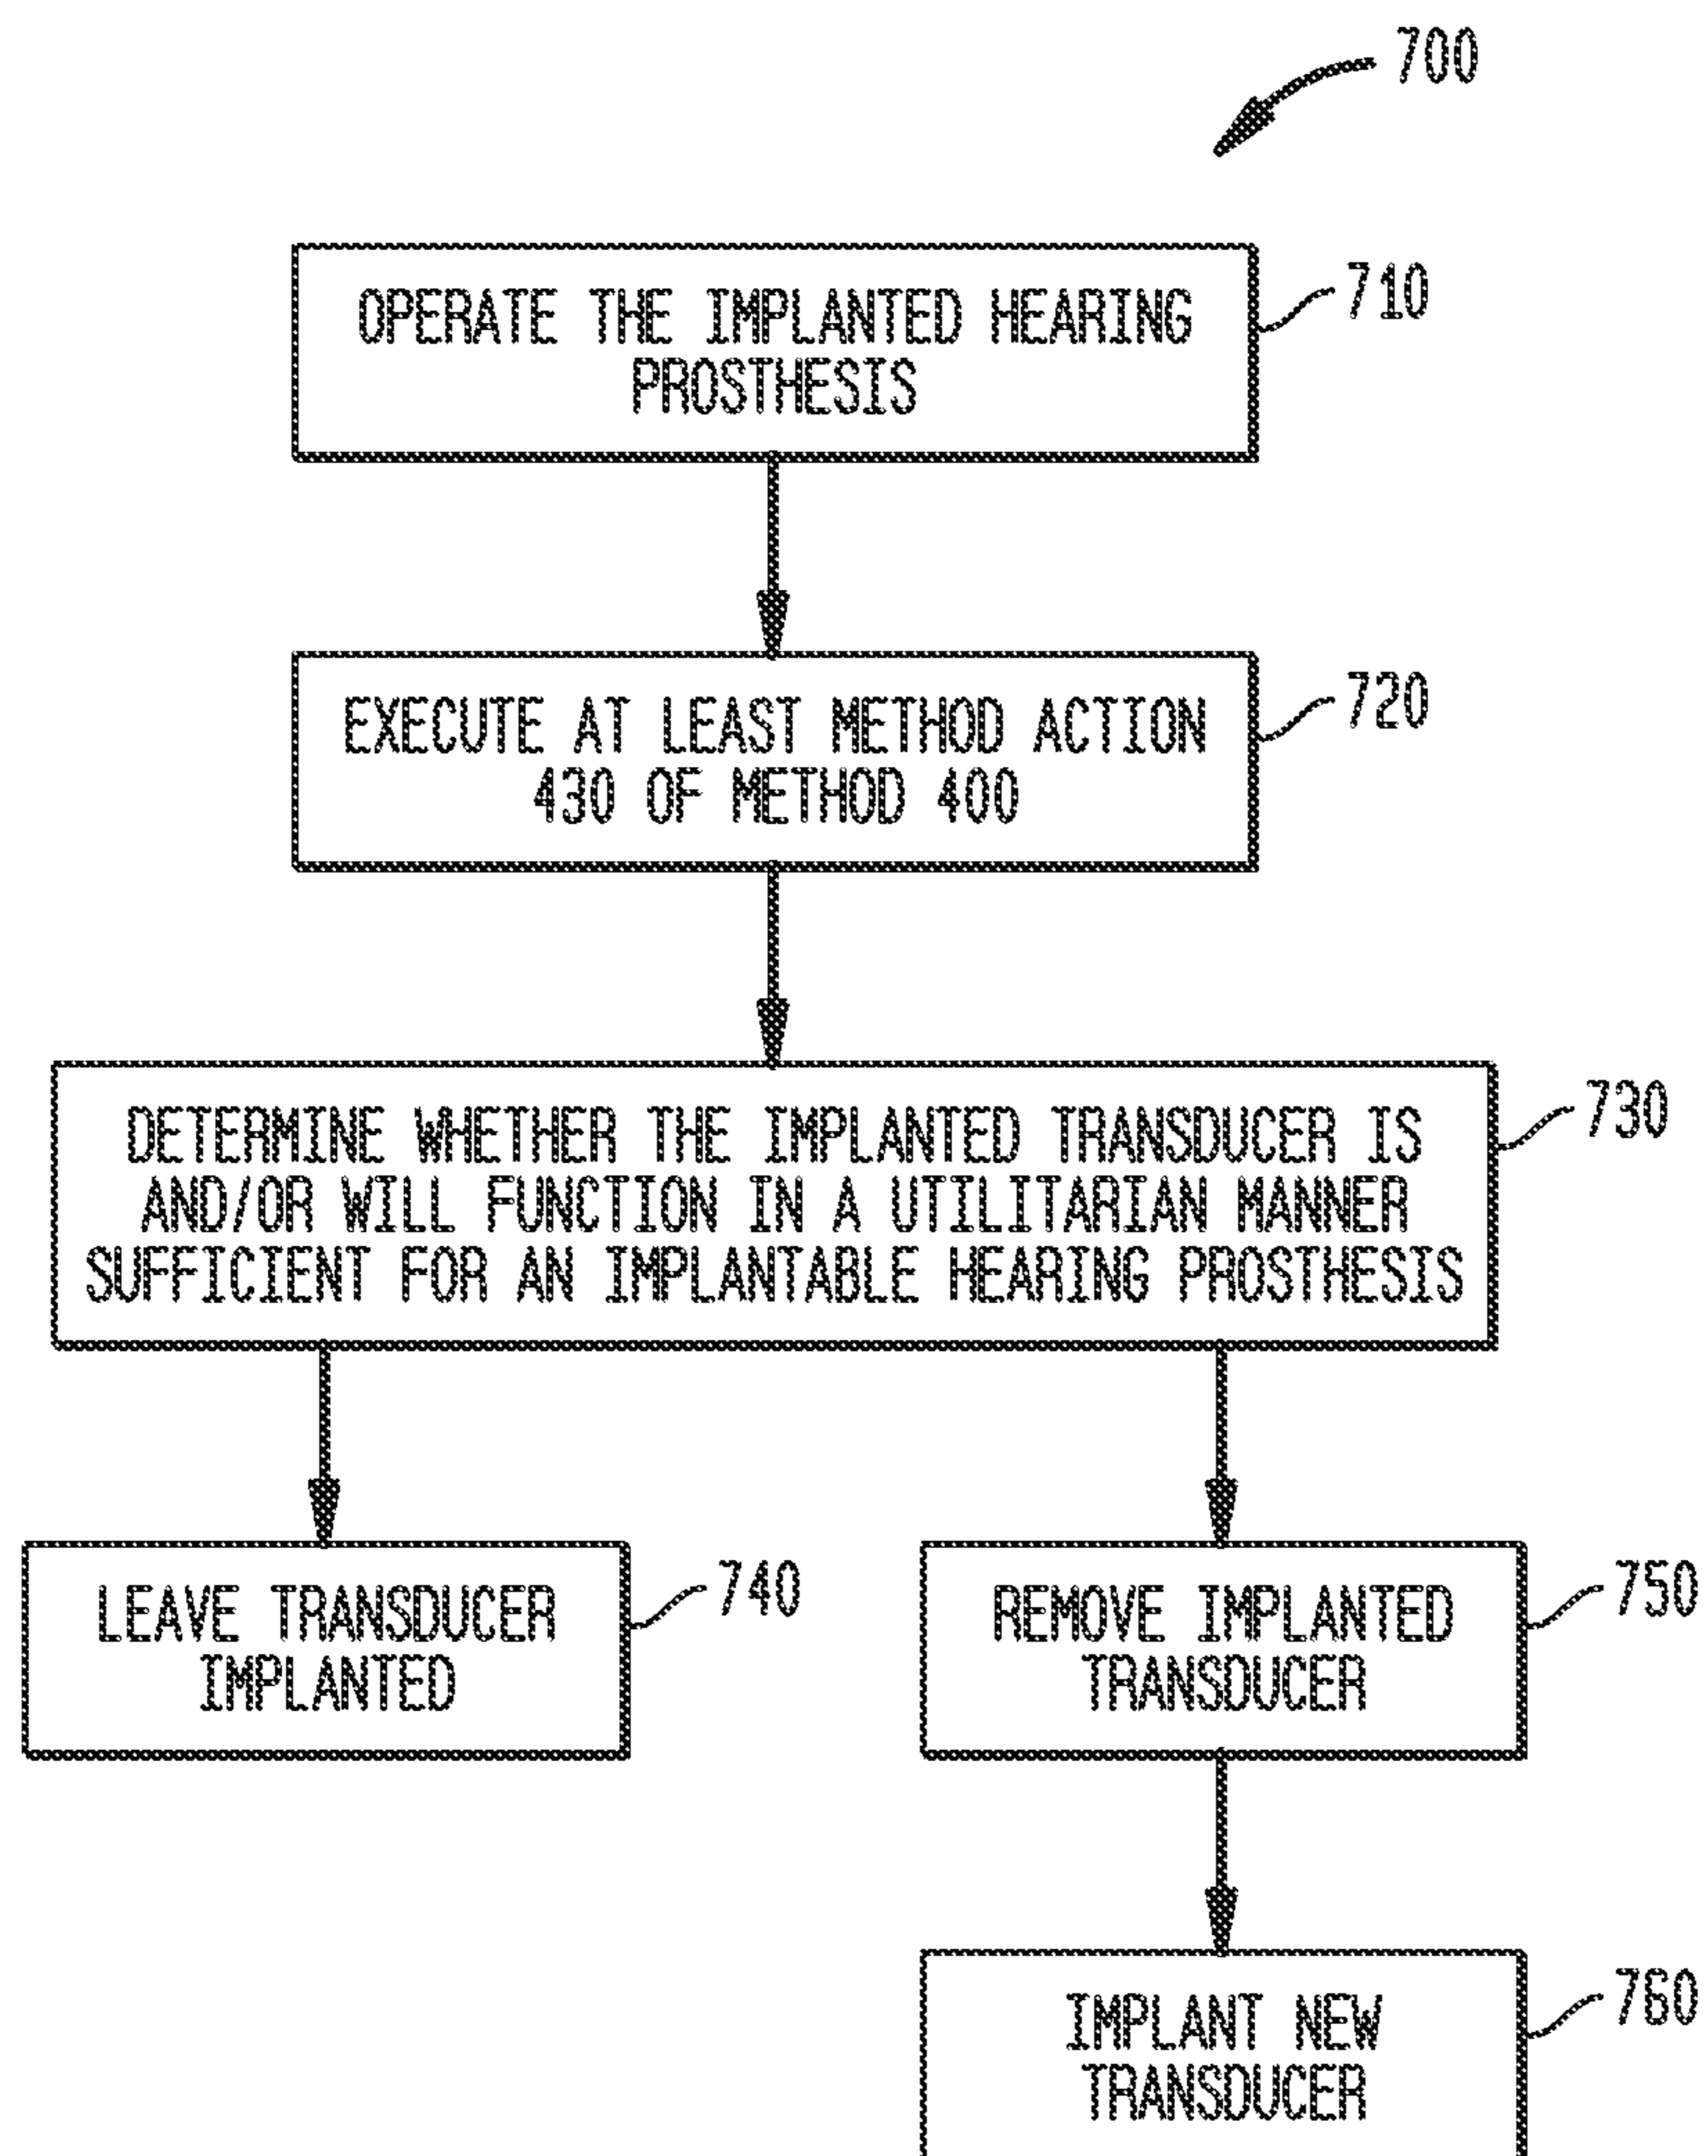 700
OPERATE THE IMPLANTED HEARING
PROSTHESIS
710
EXECUTE AT LEAST METHOD ACTION
430 OF METHOD 400
720
DETERMINE WHETHER THE IMPLANTED TRANSDUCER IS
AND/OR WILL FUNCTION IN A UTILITARIAN MANNER
SUFFICIENT FOR AN IMPLANTABLE HEARING PROSTHESIS
730
LEAVE TRANSDUCER
IMPLANTED
740
REMOVE IMPLANTED
TRANSDUCER
750
IMPLANT NEW
TRANSDUCER
760